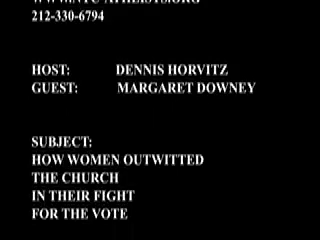 212-330-6794
HOST: DENNIS HORVITZ
GUEST: MARGARET DOWNEY
SUBJECT:
HOW WOMEN OUTWITTED
THE CHURCH
IN THEIR FIGHT
FOR THE VOTE